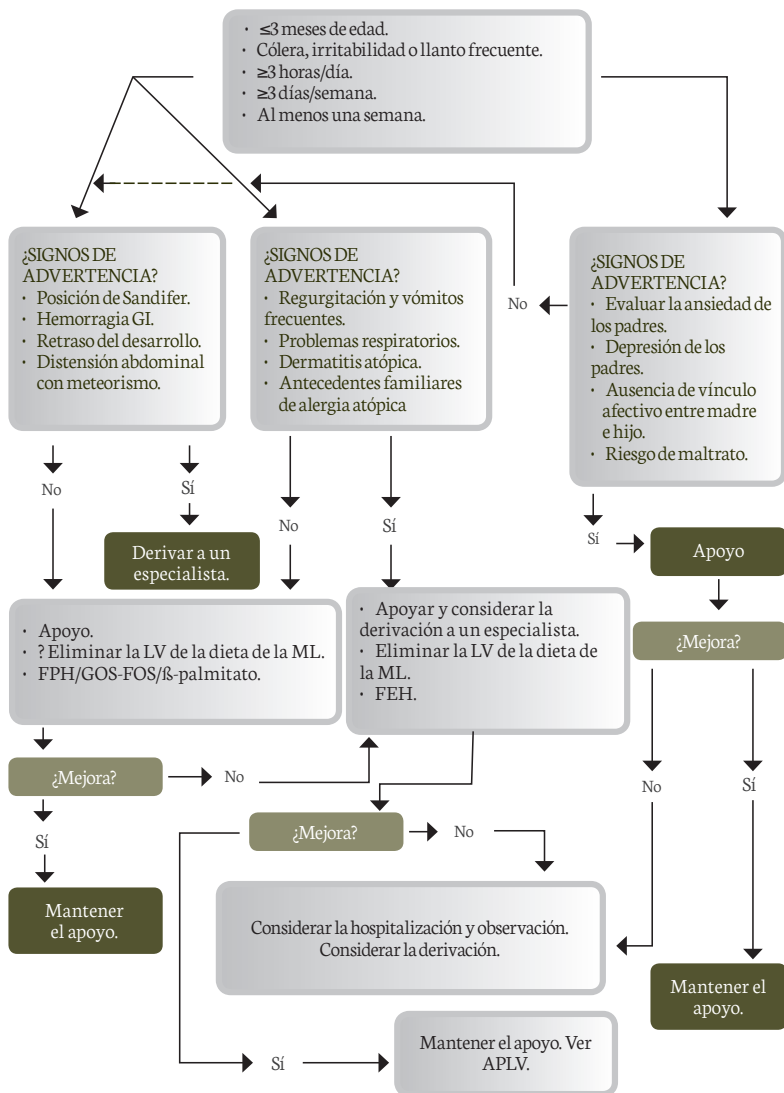 · ≤3 meses de edad.
· Cólera, irritabilidad o llanto frecuente.
· ≥3 horas/día.
· ≥3 días/semana.
· Al menos una semana.
¿SIGNOS DE
ADVERTENCIA?
· Posición de Sandifer.
· Hemorragia GI.
· Retraso del desarrollo.
· Distensión abdominal
con meteorismo.
¿SIGNOS DE
ADVERTENCIA?
· Regurgitación y vómitos
frecuentes.
· Problemas respiratorios.
· Dermatitis atópica.
· Antecedentes familiares
de alergia atópica
No
¿SIGNOS DE
ADVERTENCIA?
· Evaluar la ansiedad de
los padres.
· Depresión de los
padres.
· Ausencia de vínculo
afectivo entre madre
e hijo.
· Riesgo de maltrato.
No
Sí
No
Sí
Sí
Derivar a un
especialista.
Apoyo
· Apoyo.
· ? Eliminar la LV de la dieta de la ML.
· FPH/GOS-FOS/ß-palmitato.
· Apoyar y considerar la
derivación a un especialista.
· Eliminar la LV de la dieta de
la ML.
· FEH.
¿Mejora?
¿Mejora?
No
No
Sí
Sí
¿Mejora?
No
Mantener
el apoyo.
Considerar la hospitalización y observación.
Considerar la derivación.
Mantener el
apoyo.
Sí
Mantener el apoyo. Ver
APLV.